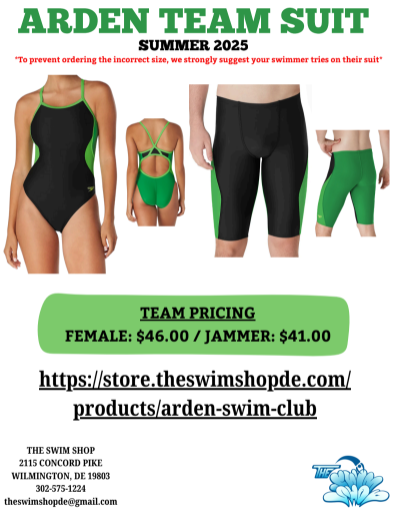 ARDEN TEAM SUIT
SUMMER 2025
*To prevent ordering the incorrect size, we strongly suggest your swimmer tries on their suit*
TEAM PRICING
FEMALE: $46.00 / JAMMER: $41.00
https://store.theswimshopde.com/
products/arden-swim-club
THE SWIM SHOP
2115 CONCORD PIKE
WILMINGTON, DE 19803
302-575-1224
theswimshopde@gmail.com
THE